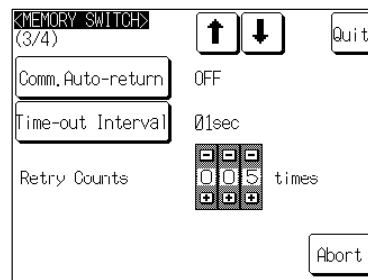 <MEMORY SWITCH>
(3/4)
Quit
Comm.Auto-return OFF
Time-out Interval 01sec
Retry Counts 005 times
Abort